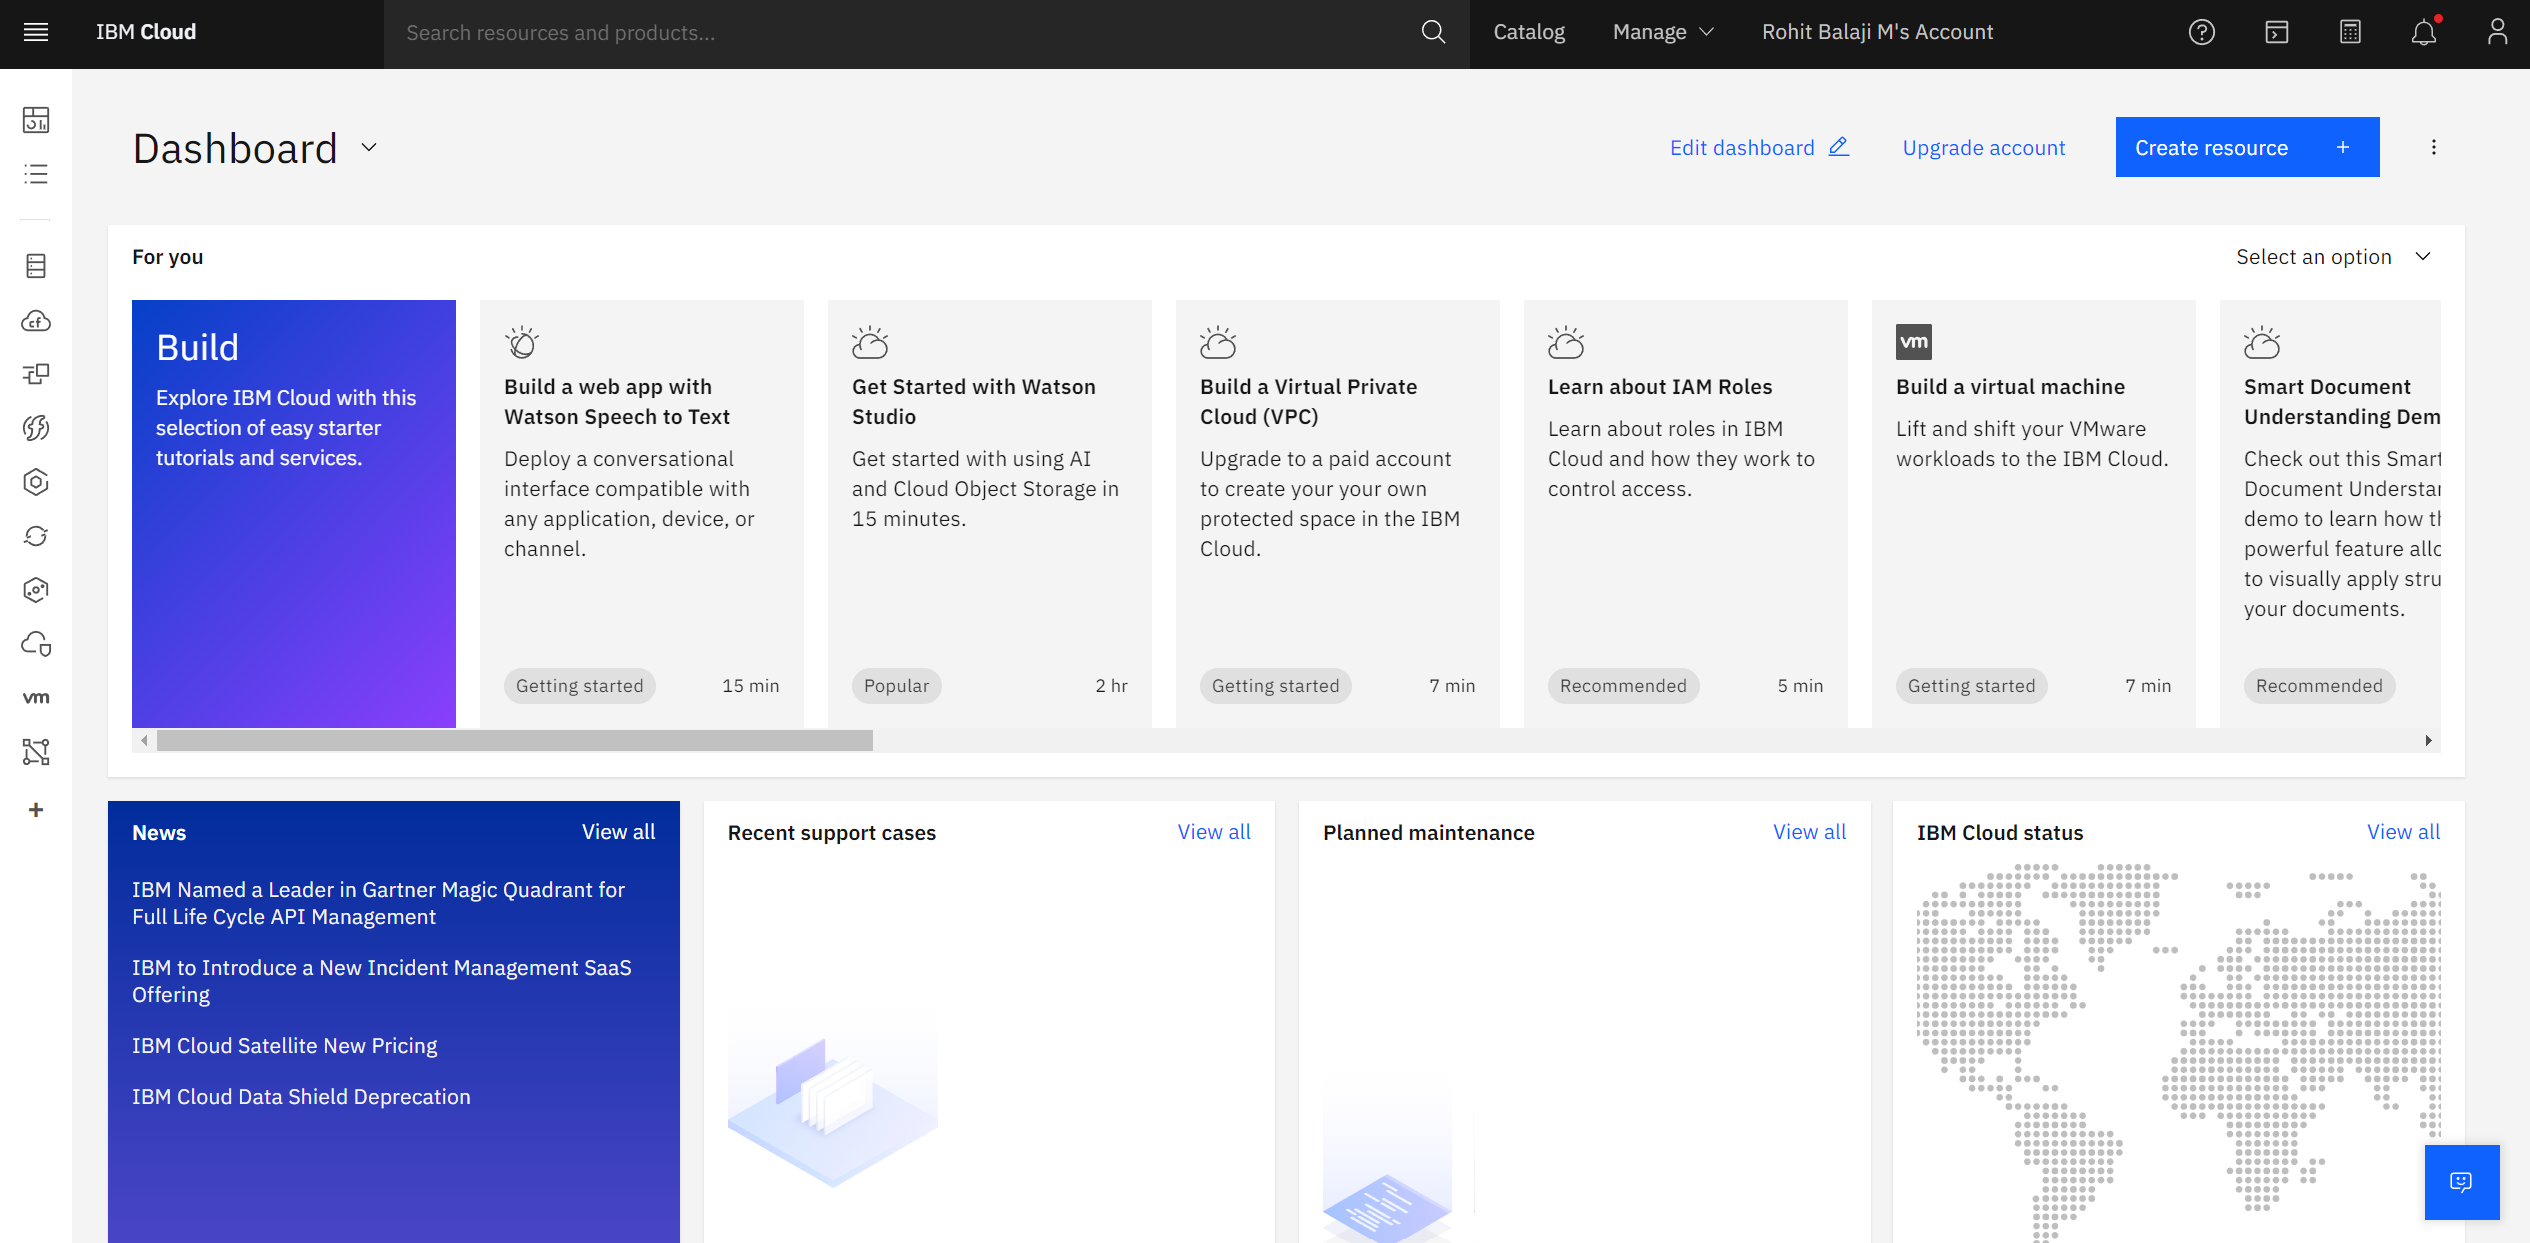 IBM Cloud
Search resources and products...
Catalog
Manage
Rohit Balaji M's Account
Dashboard
Edit dashboard
Upgrade account
Create resource +
For you
Select an option
Build
Explore IBM Cloud with this
selection of easy starter
tutorials and services.
Build a web app with
Watson Speech to Text
Deploy a conversational
interface compatible with
any application, device, or
channel.
Getting started
15 min
Get Started with Watson
Studio
Get started with using AI
and Cloud Object Storage in
15 minutes.
Popular
2 hr
Build a Virtual Private
Cloud (VPC)
Upgrade to a paid account
to create your your own
protected space in the IBM
Cloud.
Getting started
7 min
Learn about IAM Roles
Learn about roles in IBM
Cloud and how they work to
control access.
Recommended
5 min
vm
Build a virtual machine
Lift and shift your VMware
workloads to the IBM Cloud.
Getting started
7 min
Smart Document
Understanding Dem
Check out this Smart
Document Understa
demo to learn how th
powerful feature allo
to visually apply stru
your documents.
Recommended
cf
vm
News
View all
IBM Named a Leader in Gartner Magic Quadrant for
Full Life Cycle API Management
IBM to Introduce a New Incident Management SaaS
Offering
IBM Cloud Satellite New Pricing
IBM Cloud Data Shield Deprecation
Recent support cases
View all
Planned maintenance
View all
IBM Cloud status
View all